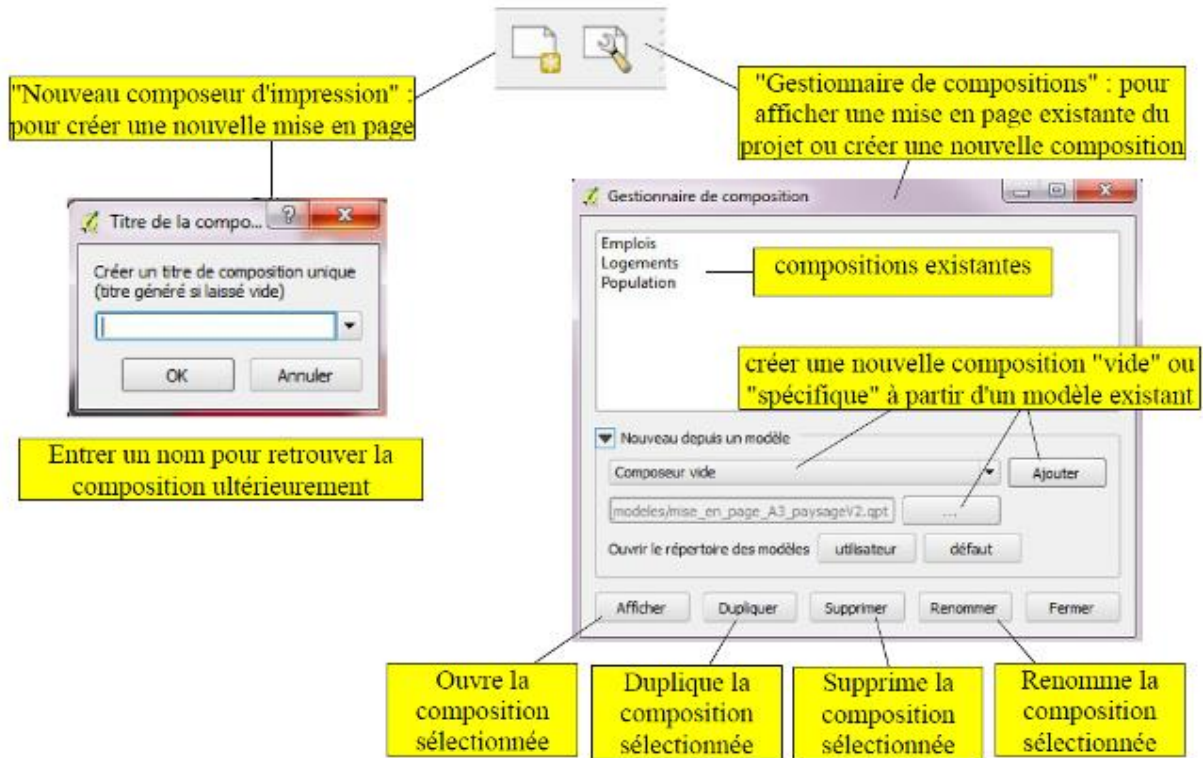 "Nouveau composeur d'impression" :
pour créer une nouvelle mise en page
"Gestionnaire de compositions" : pour
afficher une mise en page existante du
projet ou créer une nouvelle composition
Titre de la compo...
Créer un titre de composition unique
(titre généré si laissé vide)
OK
Annuler
Entrer un nom pour retrouver la
composition ultérieurement
Gestionnaire de composition
Emplois
Logements
Population
compositions existantes
créer une nouvelle composition "vide" ou
"spécifique" à partir d'un modèle existant
Nouveau depuis un modèle
Composeur vide
Ajouter
modeles/mise_en_page_A3_paysageV2.qpt
...
Ouvrir le répertoire des modèles
utilisateur
défaut
Afficher
Dupliquer
Supprimer
Renommer
Fermer
Ouvre la
composition
sélectionnée
Duplique la
composition
sélectionnée
Supprime la
composition
sélectionnée
Renomme la
composition
sélectionnée